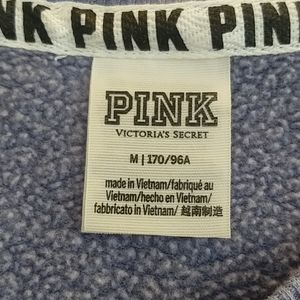 NK PINK PIN
PINK
VICTORIA'S SECRET
M | 170/96A
made in Vietnam/fabriqué au
Vietnam/hecho en Vietnam/
fabbricato in Vietnam/ 越南制造